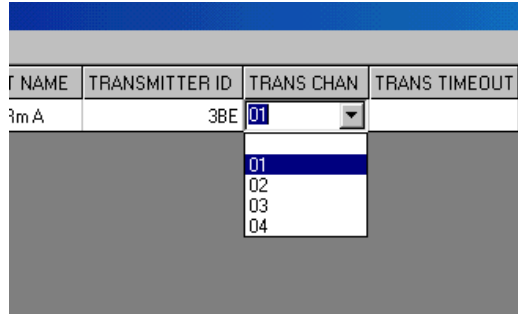 T NAME TRANSMITTER ID TRANS CHAN TRANS TIMEOUT
Rm A 3BE 01
01
02
03
04